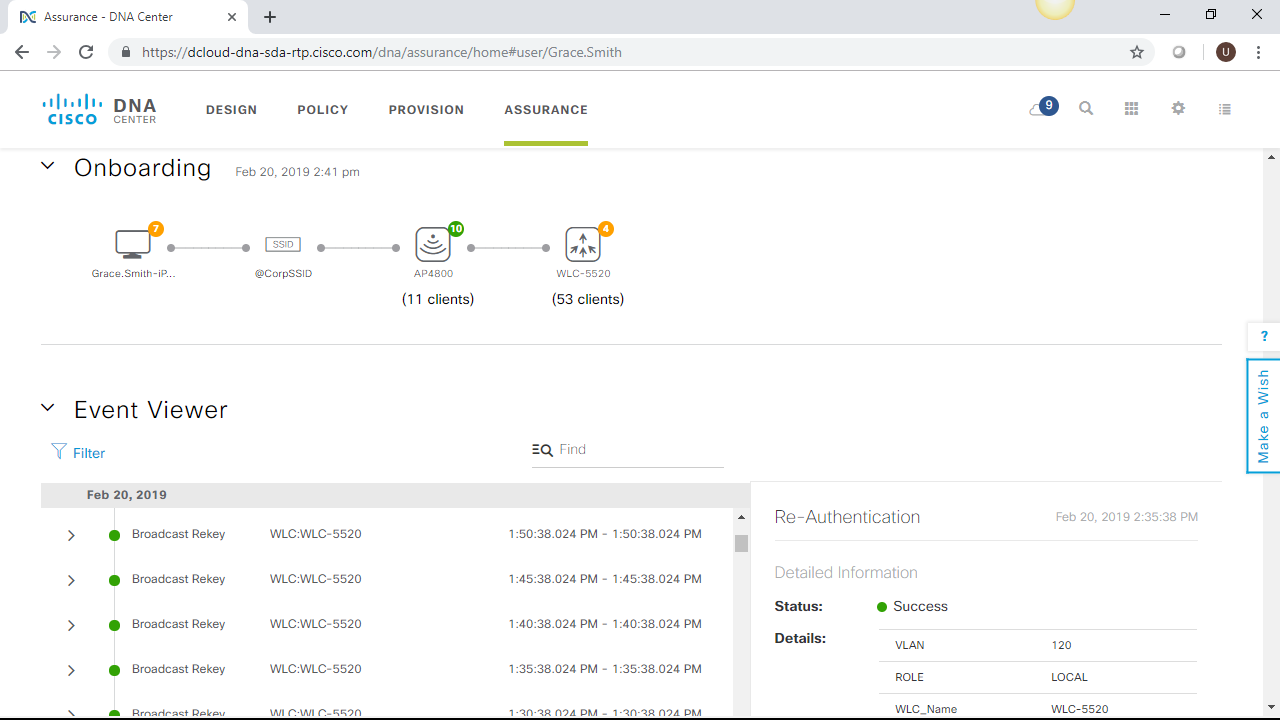 Assurance - DNA Center
https://dcloud-dna-sda-rtp.cisco.com/dna/assurance/home#user/Grace.Smith
U
CISCO DNA CENTER
DESIGN POLICY PROVISION ASSURANCE
9
Onboarding Feb 20, 2019 2:41 pm
7 10 4
SSID
Grace.Smith-iP... @CorpSSID AP4800 WLC-5520
(11 clients) (53 clients)
?
Make a Wish
Event Viewer
Filter
Find
Feb 20, 2019
Broadcast Rekey WLC:WLC-5520 1:50:38.024 PM - 1:50:38.024 PM
Broadcast Rekey WLC:WLC-5520 1:45:38.024 PM - 1:45:38.024 PM
Broadcast Rekey WLC:WLC-5520 1:40:38.024 PM - 1:40:38.024 PM
Broadcast Rekey WLC:WLC-5520 1:35:38.024 PM - 1:35:38.024 PM
Broadcast Rekey WLC:WLC-5520 1:30:38.024 PM - 1:30:38.024 PM
Re-Authentication Feb 20, 2019 2:35:38 PM
Detailed Information
Status: Success
Details:
VLAN 120
ROLE LOCAL
WLC_Name WLC-5520